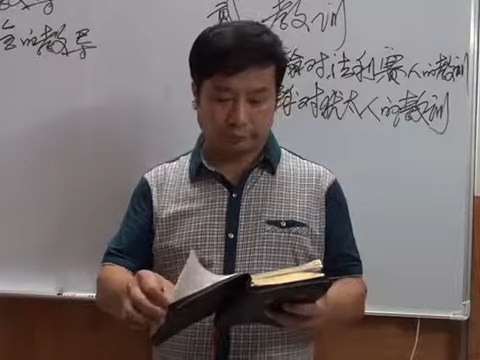 全的教导
贰 教训
对法利赛人的教训
对犹太人的教训